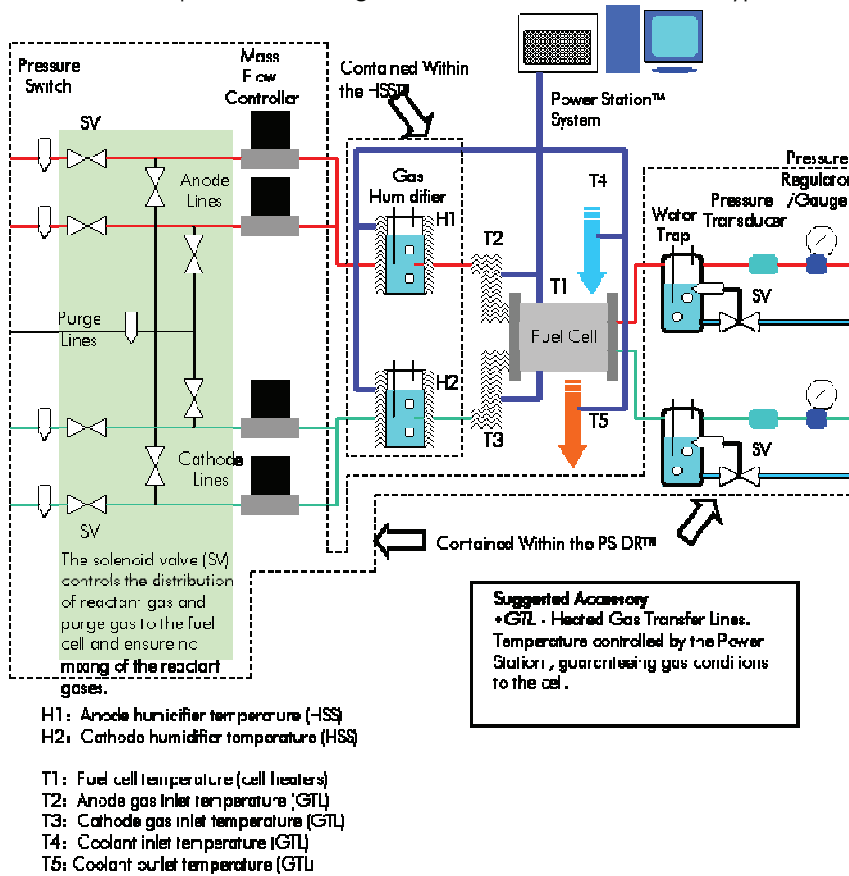 Pressure
Switch
Mass
Flow
Controller
Contained Within
the HSS™
Power Station™
System
SV
Anode
Lines
Gas
Humidifier
H1
T2
T4
T1
Water
Trap
Pressure
Transducer
Pressure
Regulator
/Gauge
SV
Purge
Lines
Fuel Cell
H2
T3
T5
Cathode
Lines
SV
SV
Contained Within the PS DR™
The solenoid valve (SV)
controls the distribution
of reactant gas and
purge gas to the fuel
cell and ensure no
mixing of the reactart
gases.
Suggested Accessory
+GTL - Heated Gas Transfer Lines.
Temperature controlled by the Power
Station , guaranteeing gas conditions
to the cell.
H1: Anode humidifier temperature (HSS)
H2: Cathode humidifier temperature (HSS)
T1: Fuel cell temperature (cell heaters)
T2: Anode gas inlet temperature (GTL)
T3: Cathode gas inlet temperature (GTL)
T4: Coolant inlet temperature (GTL)
T5: Coolant outlet temperature (GTL)